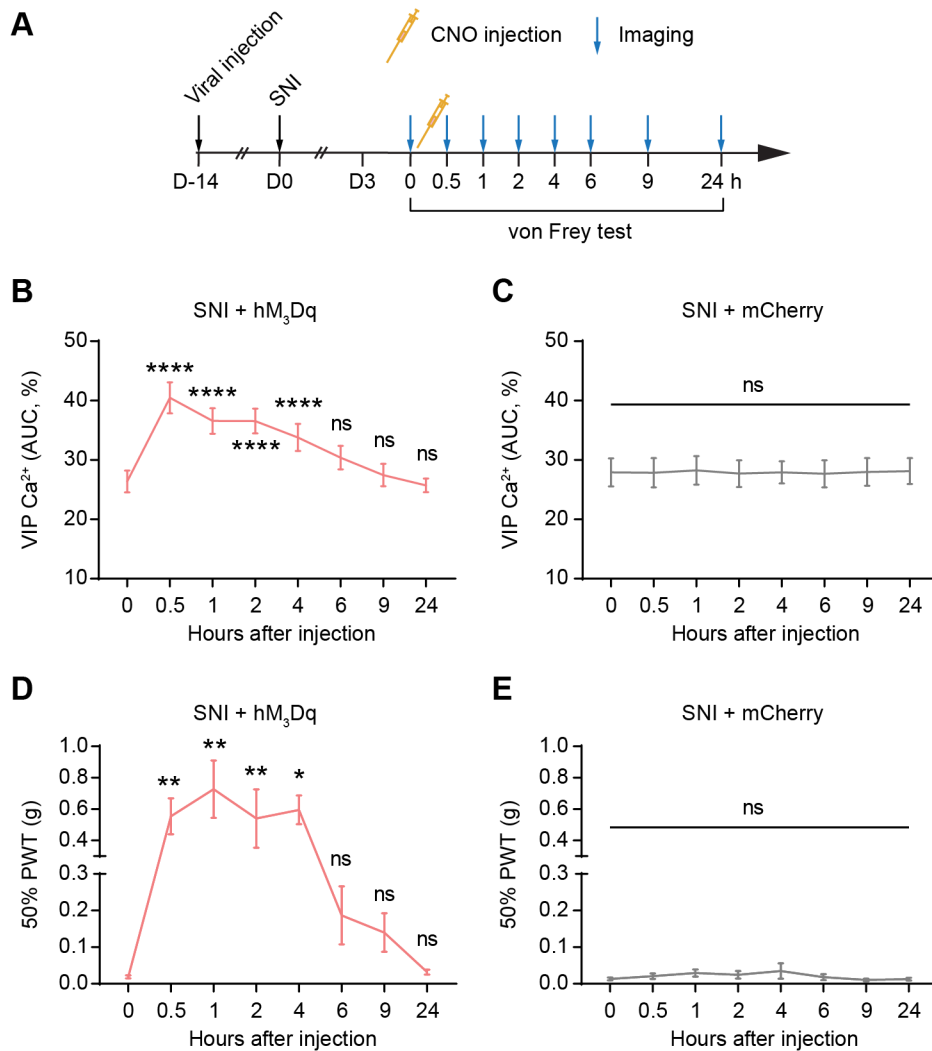 A
CNO injection
Imaging
Viral injection
SNI
D-14
D0
D3
0
0.5
1
2
4
6
9
24 h
von Frey test
B
SNI + hM₃Dq
VIP Ca²⁺ (AUC, %)
50
40
30
20
10
****
****
****
****
ns
ns
ns
0 0.5 1 2 4 6 9 24
Hours after injection
C
SNI + mCherry
VIP Ca²⁺ (AUC, %)
50
40
30
20
10
ns
0 0.5 1 2 4 6 9 24
Hours after injection
D
SNI + hM₃Dq
50% PWT (g)
1.0
0.8
0.6
0.4
0.3
0.2
0.1
0.0
**
**
**
*
ns
ns
ns
0 0.5 1 2 4 6 9 24
Hours after injection
E
SNI + mCherry
50% PWT (g)
1.0
0.8
0.6
0.4
0.3
0.2
0.1
0.0
ns
0 0.5 1 2 4 6 9 24
Hours after injection